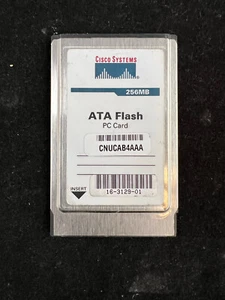 CISCO SYSTEMS
256MB
ATA Flash
PC Card
CNUCAB4AAA
INSERT
16-3129-01